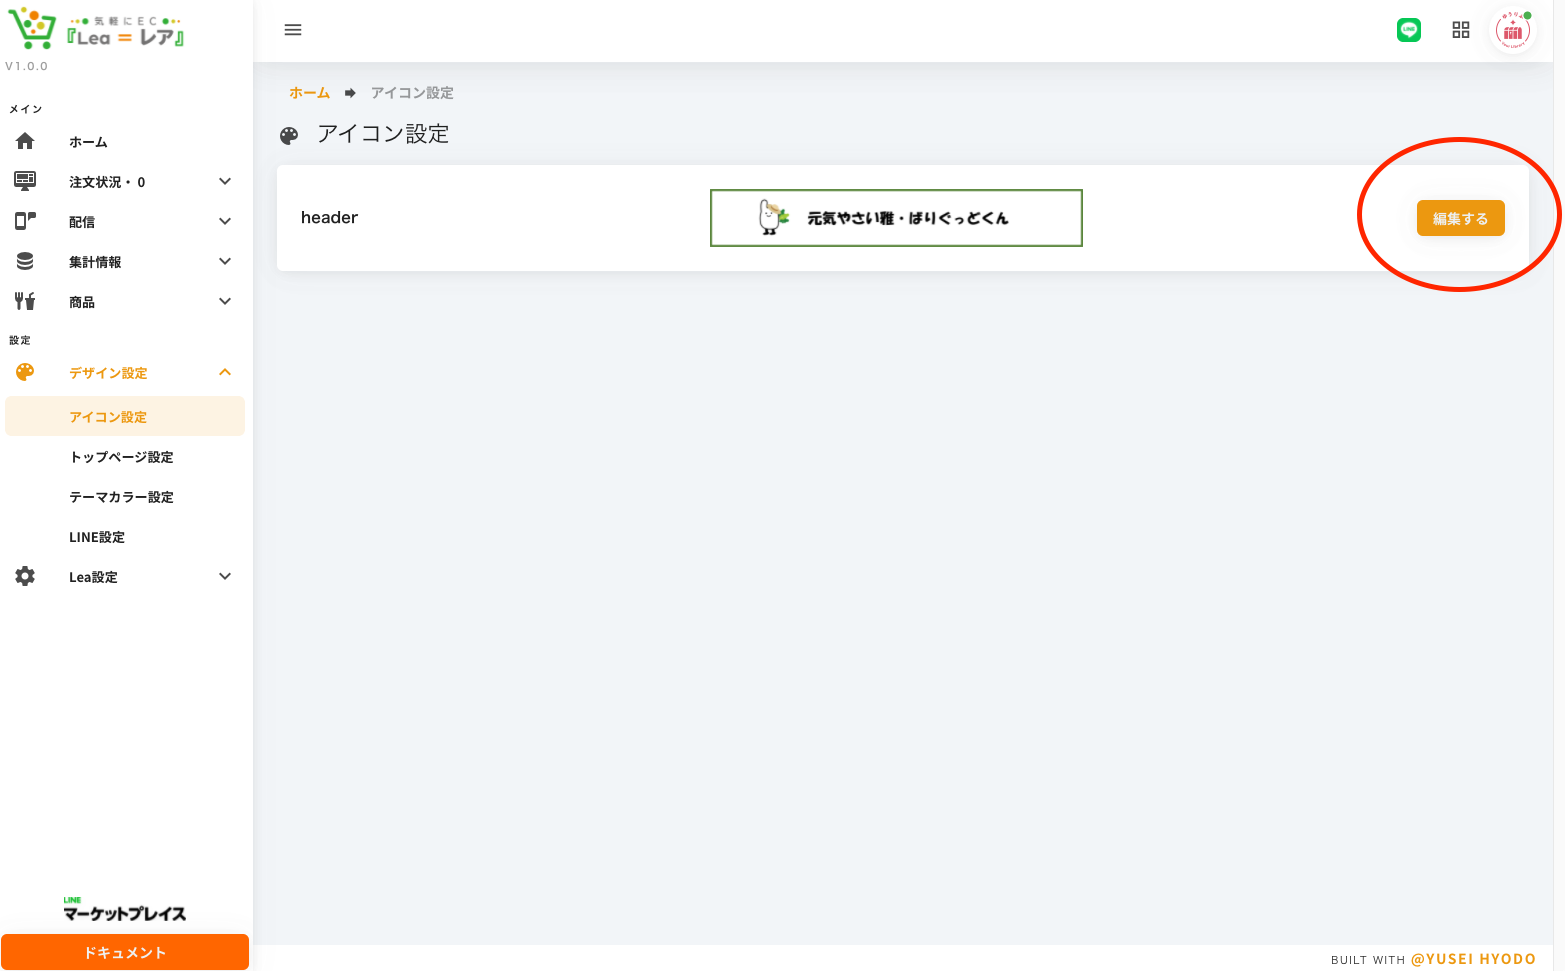 気軽にEC
『Lea = レア』
V1.0.0
メイン
ホーム
注文状況・ 0
配信
集計情報
商品
設定
デザイン設定
アイコン設定
トップページ設定
テーマカラー設定
LINE設定
Lea設定
LINE
マーケットプレイス
ドキュメント
LINE
ホーム アイコン設定
アイコン設定
header
元気やさい雅・ばりぐっどくん
編集する
BUILT WITH @YUSEI HYODO